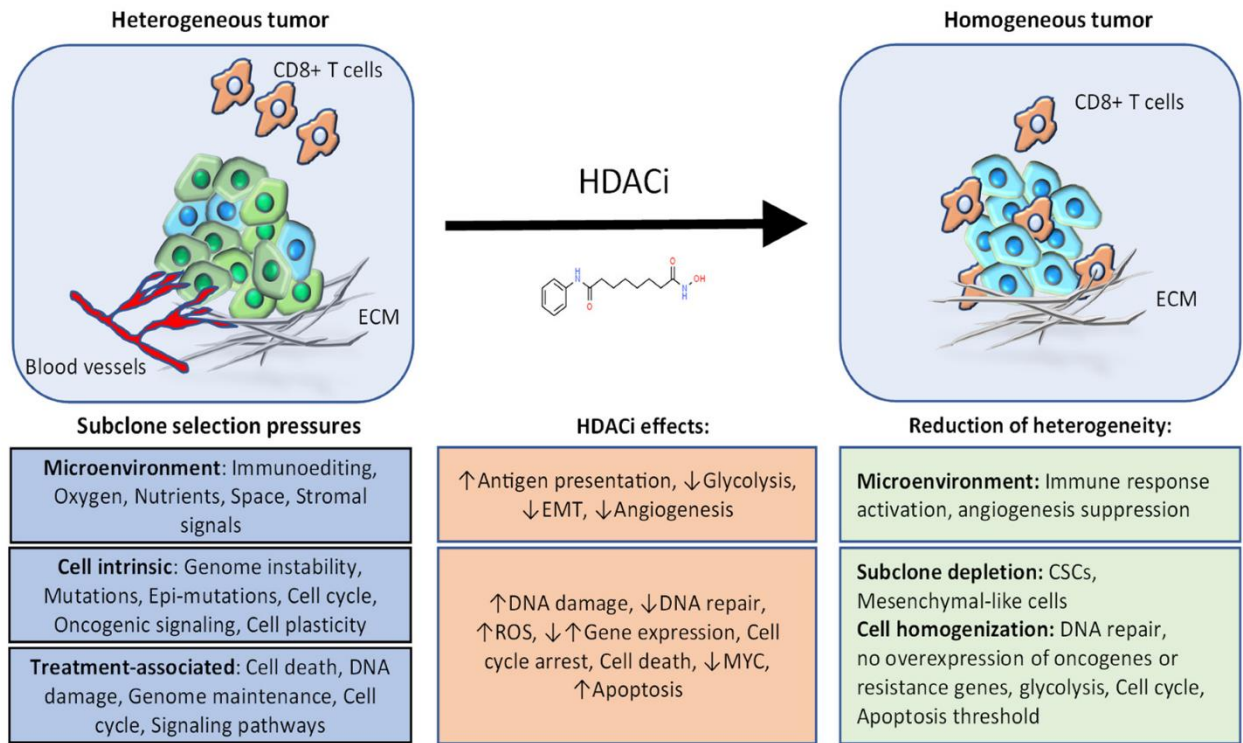 Heterogeneous tumor
CD8+ T cells
ECM
Blood vessels
HDACi
H
N
O
O
N
H
OH
Homogeneous tumor
CD8+ T cells
ECM
Subclone selection pressures
Microenvironment: Immunoediting,
Oxygen, Nutrients, Space, Stromal
signals
Cell intrinsic: Genome instability,
Mutations, Epi-mutations, Cell cycle,
Oncogenic signaling, Cell plasticity
Treatment-associated: Cell death, DNA
damage, Genome maintenance, Cell
cycle, Signaling pathways
HDACi effects:
↑Antigen presentation, ↓Glycolysis,
↓EMT, ↓Angiogenesis
↑DNA damage, ↓DNA repair,
↑ROS, ↓↑Gene expression, Cell
cycle arrest, Cell death, ↓MYC,
↑Apoptosis
Reduction of heterogeneity:
Microenvironment: Immune response
activation, angiogenesis suppression
Subclone depletion: CSCs,
Mesenchymal-like cells
Cell homogenization: DNA repair,
no overexpression of oncogenes or
resistance genes, glycolysis, Cell cycle,
Apoptosis threshold